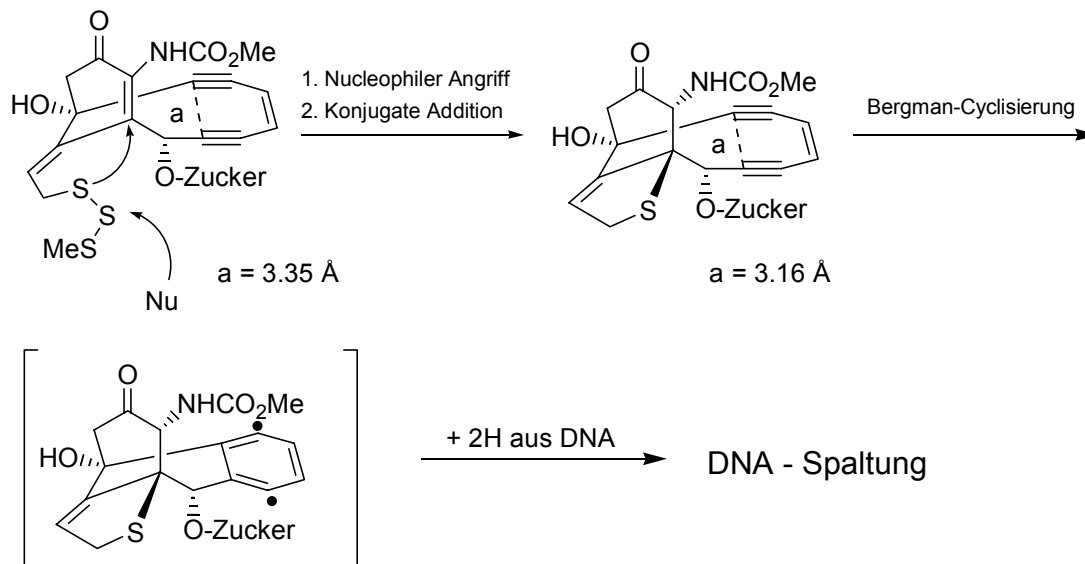 O
NHCO₂Me
HO
a
O-Zucker
S
S
MeS
Nu
a = 3.35 Å
1. Nucleophiler Angriff
2. Konjugate Addition
O
NHCO₂Me
HO
a
S
O-Zucker
a = 3.16 Å
Bergman-Cyclisierung
O
NHCO₂Me
HO
S
O-Zucker
+ 2H aus DNA
DNA - Spaltung